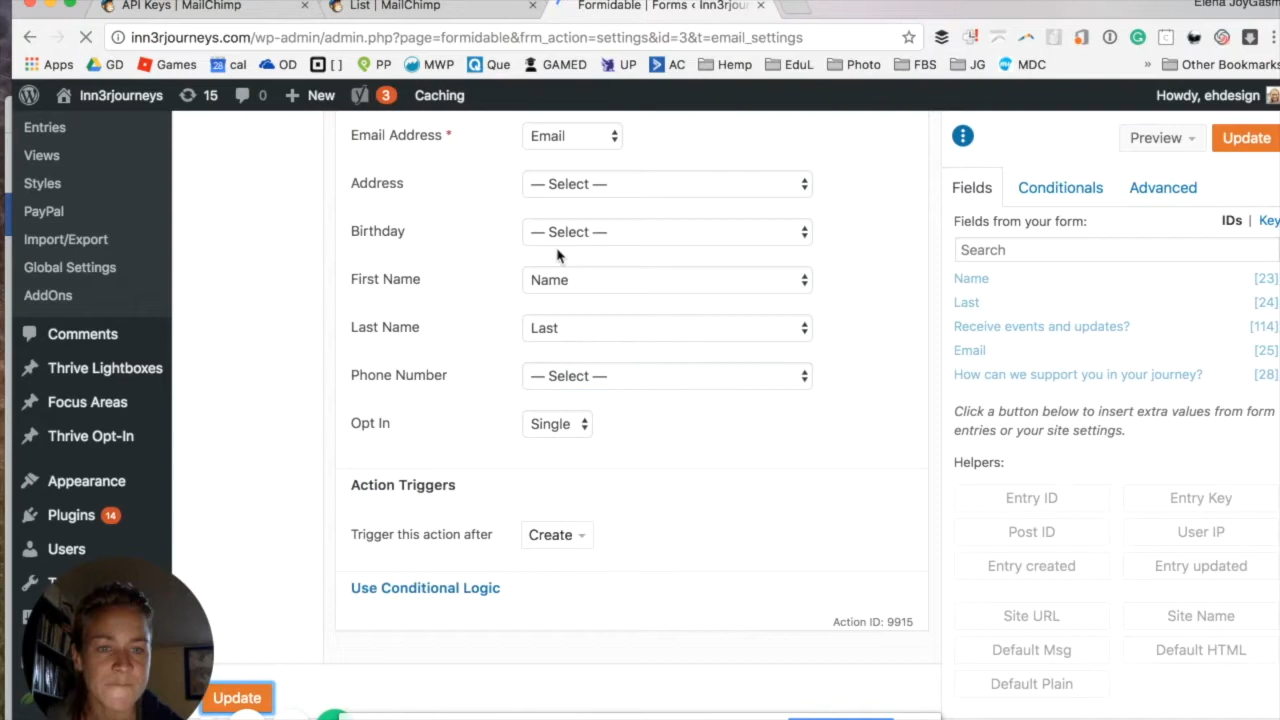 API Keys | MailChimp
List | MailChimp
Formidable | Forms ‹ Inn3rjour
Elena JoyGasm
inn3rjourneys.com/wp-admin/admin.php?page=formidable&frm_action=settings&id=3&t=email_settings
Apps GD Games cal OD [ ] PP MWP Que GAMED UP AC Hemp EduL Photo FBS JG MDC » Other Bookmarks
Inn3rjourneys 15 0 New 3 Caching Howdy, ehdesign
Entries
Views
Styles
PayPal
Import/Export
Global Settings
AddOns
Comments
Thrive Lightboxes
Focus Areas
Thrive Opt-In
Appearance
Plugins 14
Users
Email Address * Email
Address — Select —
Birthday — Select —
First Name Name
Last Name Last
Phone Number — Select —
Opt In Single
Action Triggers
Trigger this action after Create
Use Conditional Logic
Action ID: 9915
Update
Preview Update
Fields Conditionals Advanced
Fields from your form: IDs | Key
Search
Name [23]
Last [24]
Receive events and updates? [114]
Email [25]
How can we support you in your journey? [28]
Click a button below to insert extra values from form
entries or your site settings.
Helpers:
Entry ID Entry Key
Post ID User IP
Entry created Entry updated
Site URL Site Name
Default Msg Default HTML
Default Plain